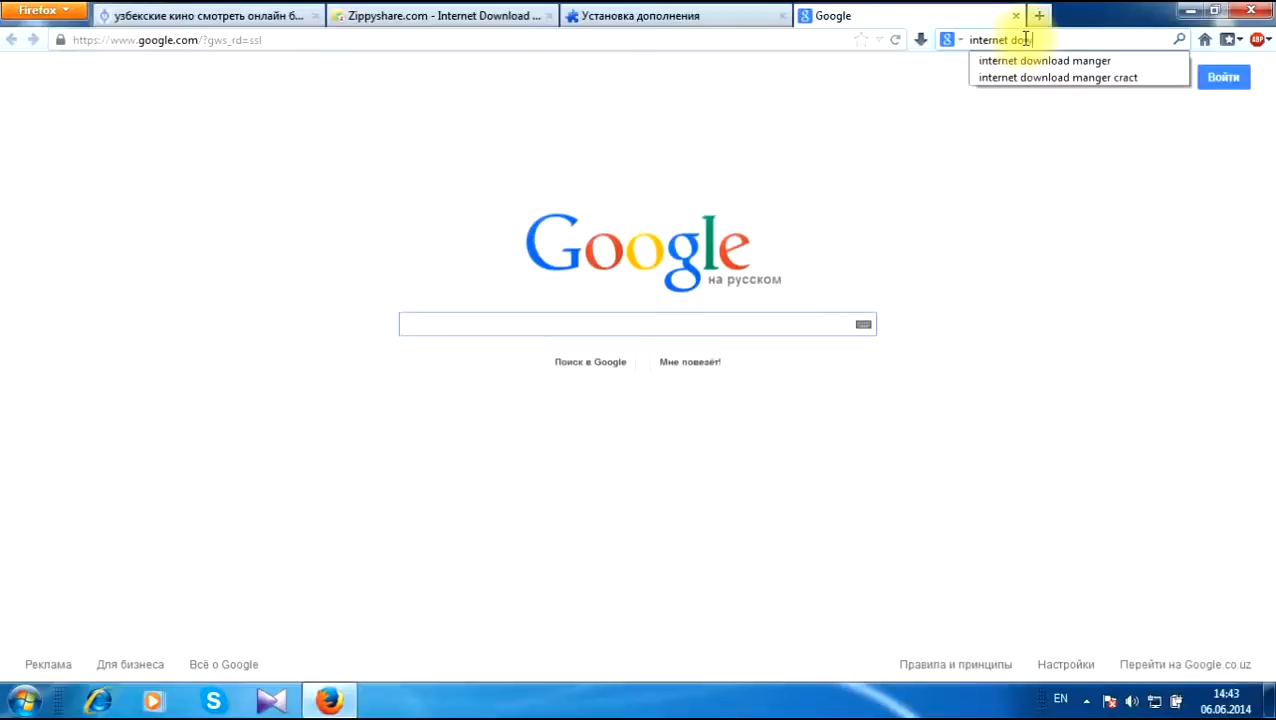 Firefox
узбекские кино смотреть онлайн б...
Zippyshare.com - Internet Download ...
Установка дополнения
Google
https://www.google.com/?gws_rd=ssl
internet dow
ABP
internet download manger
internet download manger cract
Войти
Google
на русском
Поиск в Google
Мне повезёт!
Реклама
Для бизнеса
Всё о Google
Правила и принципы
Настройки
Перейти на Google.co.uz
EN
14:43
06.06.2014